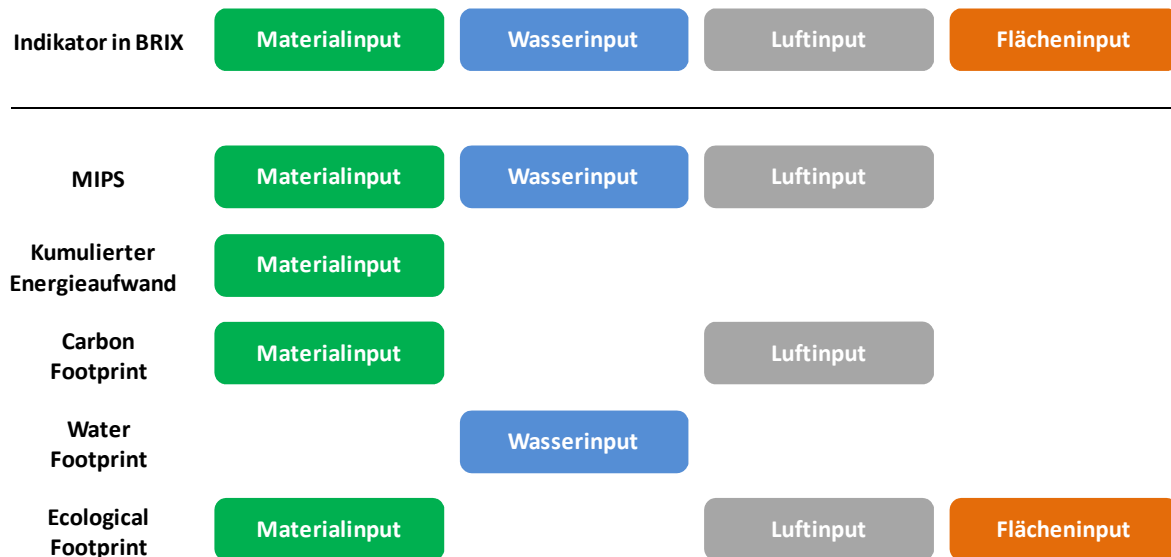 Indikator in BRIX Materialinput Wasserinput Luftinput Flächeninput
MIPS Materialinput Wasserinput Luftinput
Kumulierter
Energieaufwand
Materialinput
Carbon
Footprint
Materialinput Luftinput
Water
Footprint
Wasserinput
Ecological
Footprint
Materialinput Luftinput Flächeninput